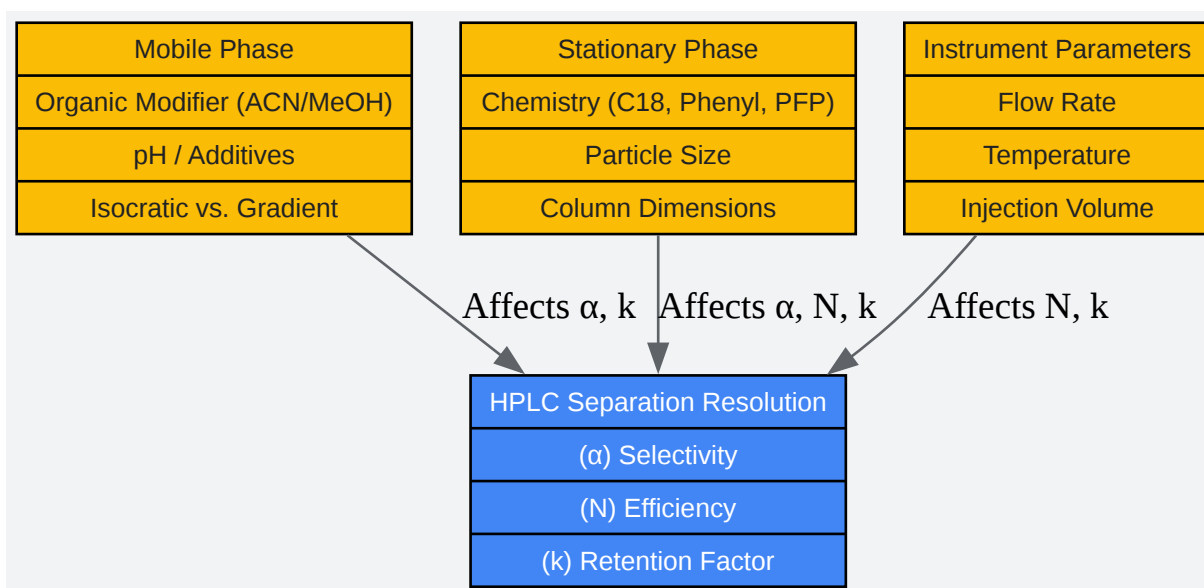 Mobile Phase
Organic Modifier (ACN/MeOH)
pH / Additives
Isocratic vs. Gradient
Stationary Phase
Chemistry (C18, Phenyl, PFP)
Particle Size
Column Dimensions
Instrument Parameters
Flow Rate
Temperature
Injection Volume
Affects α, k
Affects α, N, k
Affects N, k
HPLC Separation Resolution
(α) Selectivity
(N) Efficiency
(k) Retention Factor